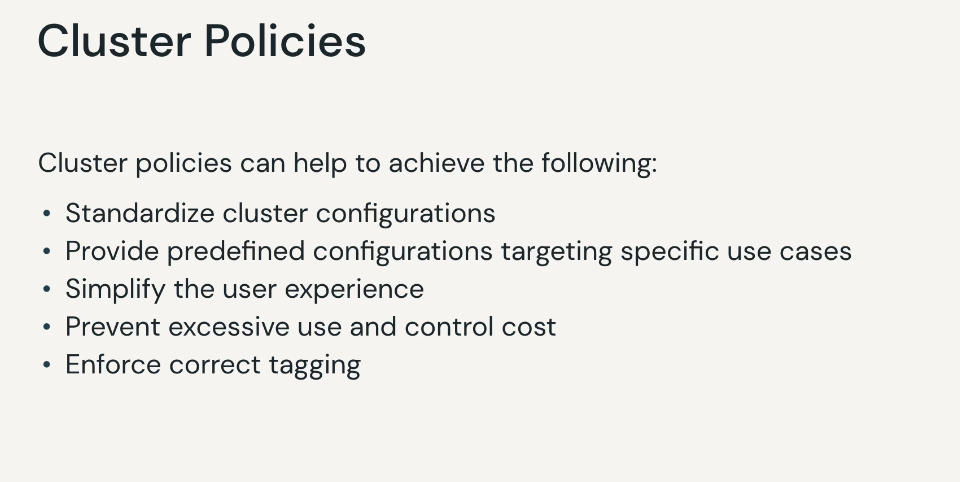 Cluster Policies
Cluster policies can help to achieve the following:
• Standardize cluster configurations
• Provide predefined configurations targeting specific use cases
• Simplify the user experience
• Prevent excessive use and control cost
• Enforce correct tagging